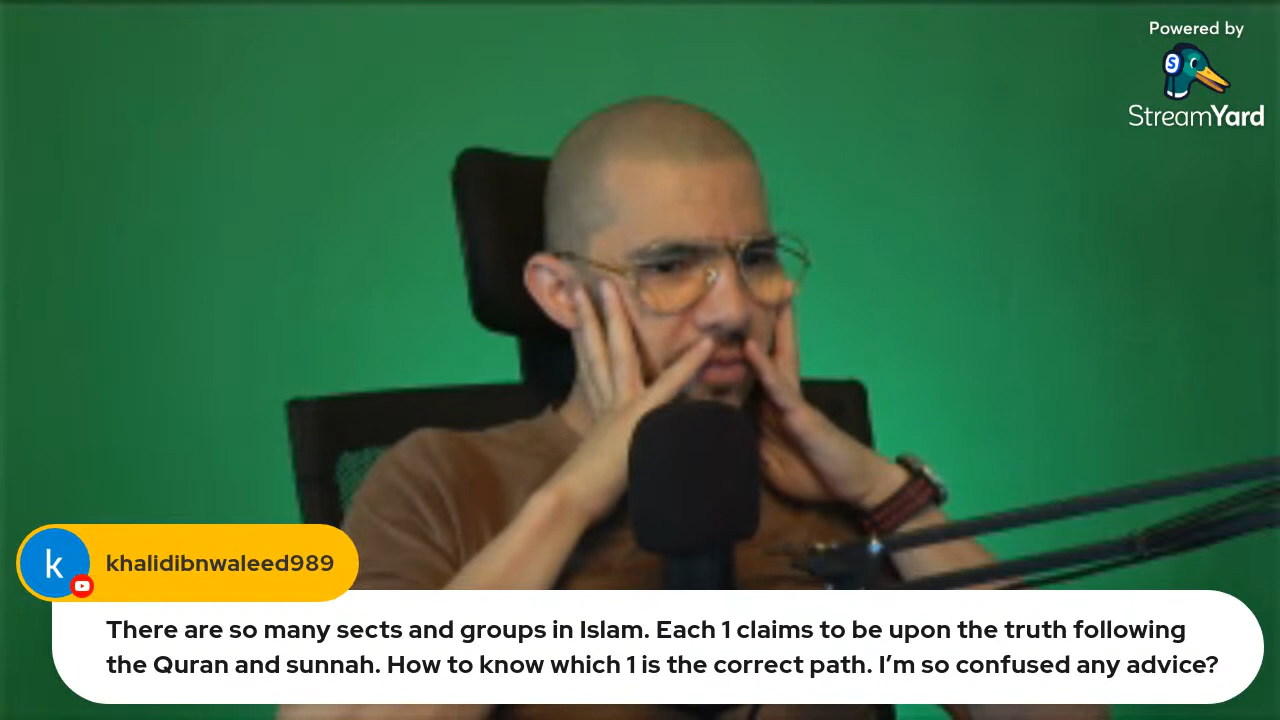 Powered by
S
StreamYard
k
khalidibnwaleed989
There are so many sects and groups in Islam. Each 1 claims to be upon the truth following
the Quran and sunnah. How to know which 1 is the correct path. I’m so confused any advice?